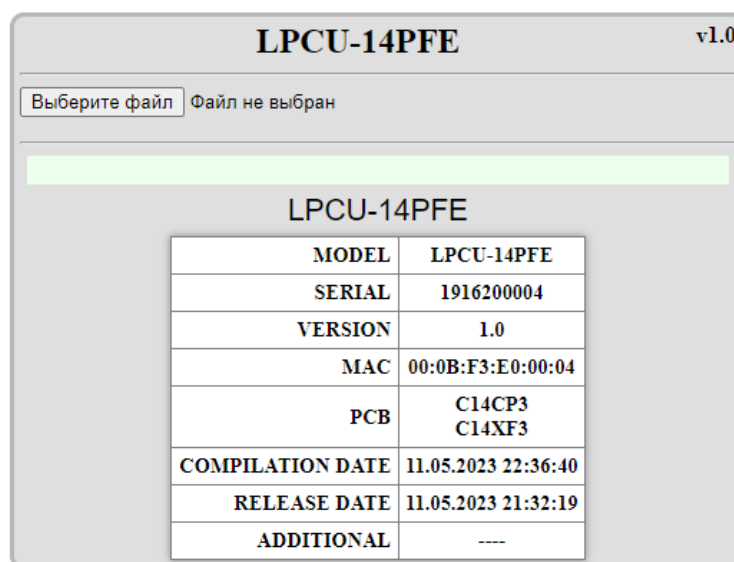 LPCU-14PFE
v1.0
Выберите файл Файл не выбран
LPCU-14PFE
MODEL LPCU-14PFE
SERIAL 1916200004
VERSION 1.0
MAC 00:0B:F3:E0:00:04
PCB C14CP3
C14XF3
COMPILATION DATE 11.05.2023 22:36:40
RELEASE DATE 11.05.2023 21:32:19
ADDITIONAL ----